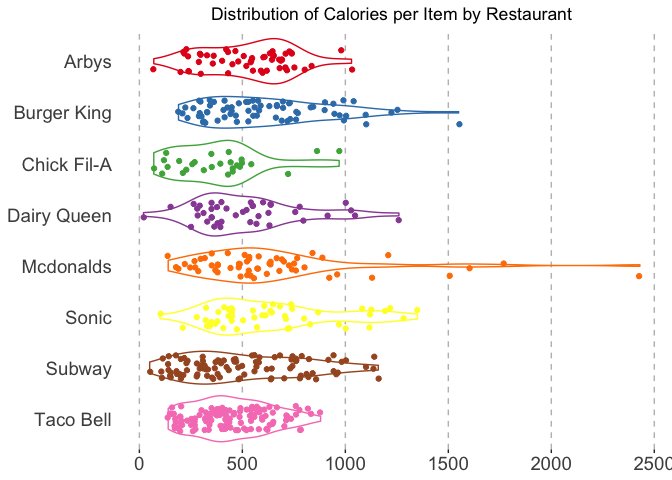 Distribution of Calories per Item by Restaurant
Arbys
Burger King
Chick Fil-A
Dairy Queen
Mcdonalds
Sonic
Subway
Taco Bell
0 500 1000 1500 2000 2500